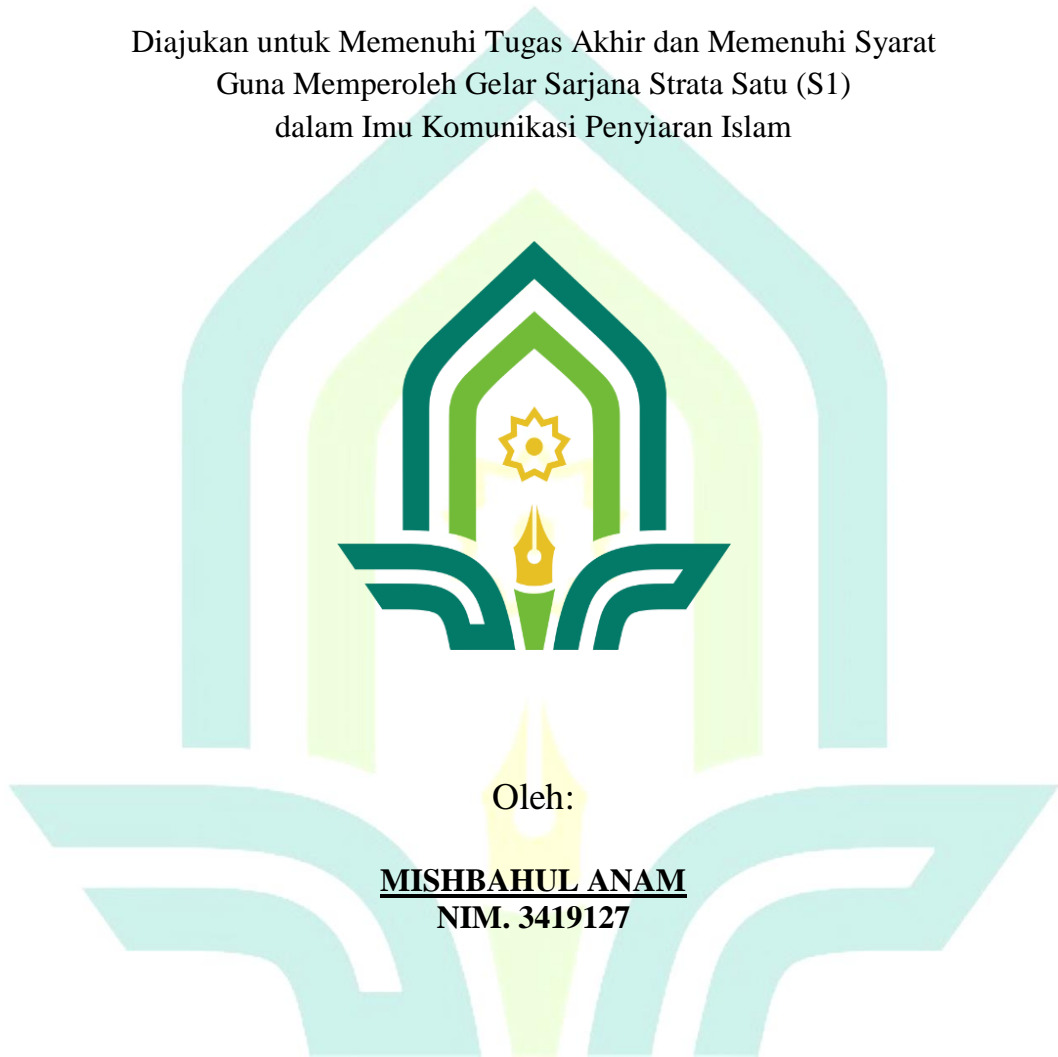 Diajukan untuk Memenuhi Tugas Akhir dan Memenuhi Syarat
Guna Memperoleh Gelar Sarjana Strata Satu (S1)
dalam Imu Komunikasi Penyiaran Islam
Oleh:
MISHBAHUL ANAM
NIM. 3419127